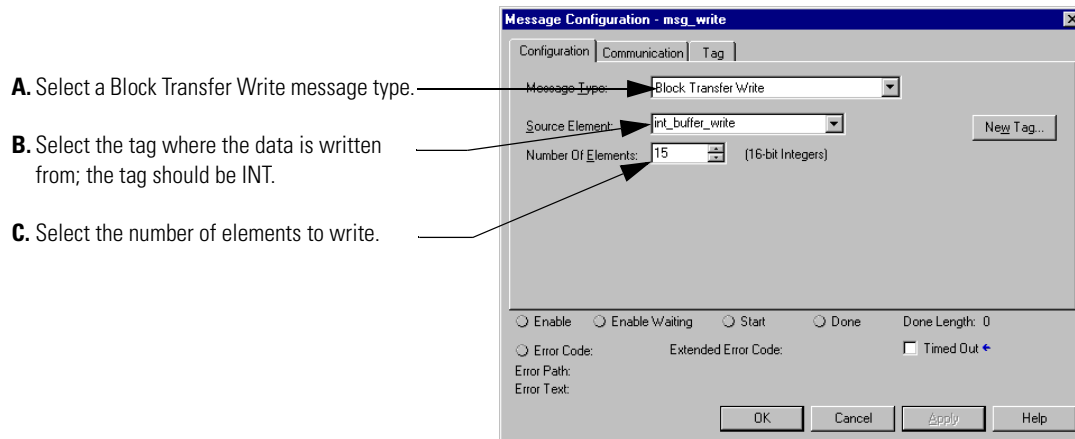 Message Configuration - msg_write
Configuration Communication Tag
A. Select a Block Transfer Write message type.
Message Type: Block Transfer Write
B. Select the tag where the data is written
from; the tag should be INT.
Source Element: int_buffer_write New Tag...
Number Of Elements: 15 (16-bit Integers)
C. Select the number of elements to write.
Enable Enable Waiting Start Done Done Length: 0
Error Code: Extended Error Code: Timed Out
Error Path:
Error Text:
OK Cancel Apply Help